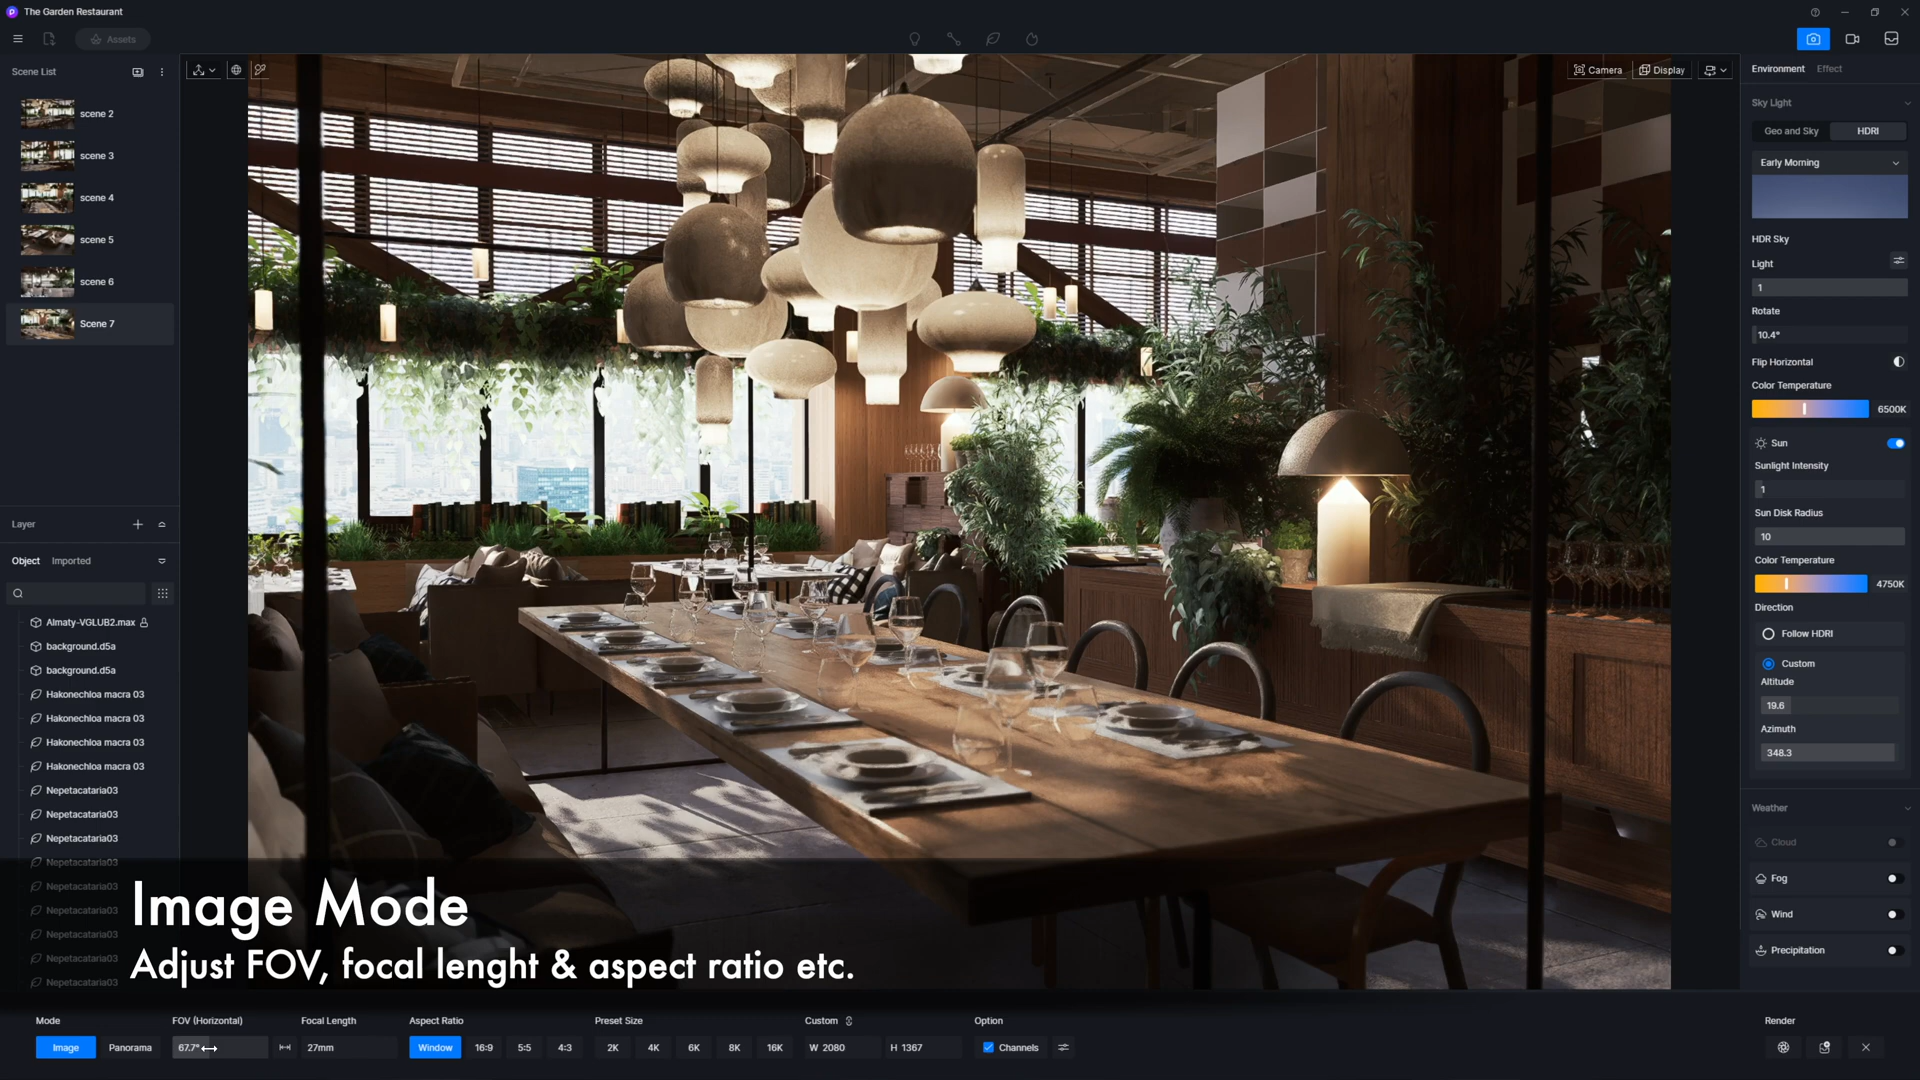 The Garden Restaurant
Assets
Scene List
scene 2
scene 3
scene 4
scene 5
scene 6
Scene 7
Layer
Object Imported
Almaty-VGLUB2.max
background.d5a
background.d5a
Hakonechloa macra 03
Hakonechloa macra 03
Hakonechloa macra 03
Hakonechloa macra 03
Nepetacataria03
Nepetacataria03
Nepetacataria03
Nepetacataria03
Nepetacataria03
Nepetacataria03
Nepetacataria03
Nepetacataria03
Nepetacataria03
Camera Display
Environment Effect
Sky Light
Geo and Sky HDRI
Early Morning
HDR Sky
Light
1
Rotate
10.4°
Flip Horizontal
Color Temperature
6500K
Sun
Sunlight Intensity
1
Sun Disk Radius
10
Color Temperature
4750K
Direction
Follow HDRI
Custom
Altitude
19.6
Azimuth
348.3
Weather
Cloud
Fog
Wind
Precipitation
Image Mode
Adjust FOV, focal lenght & aspect ratio etc.
Mode FOV (Horizontal) Focal Length Aspect Ratio Preset Size Custom Option Render
Image Panorama 67.7° 27mm Window 16:9 5:5 4:3 2K 4K 6K 8K 16K W 2080 H 1367 Channels